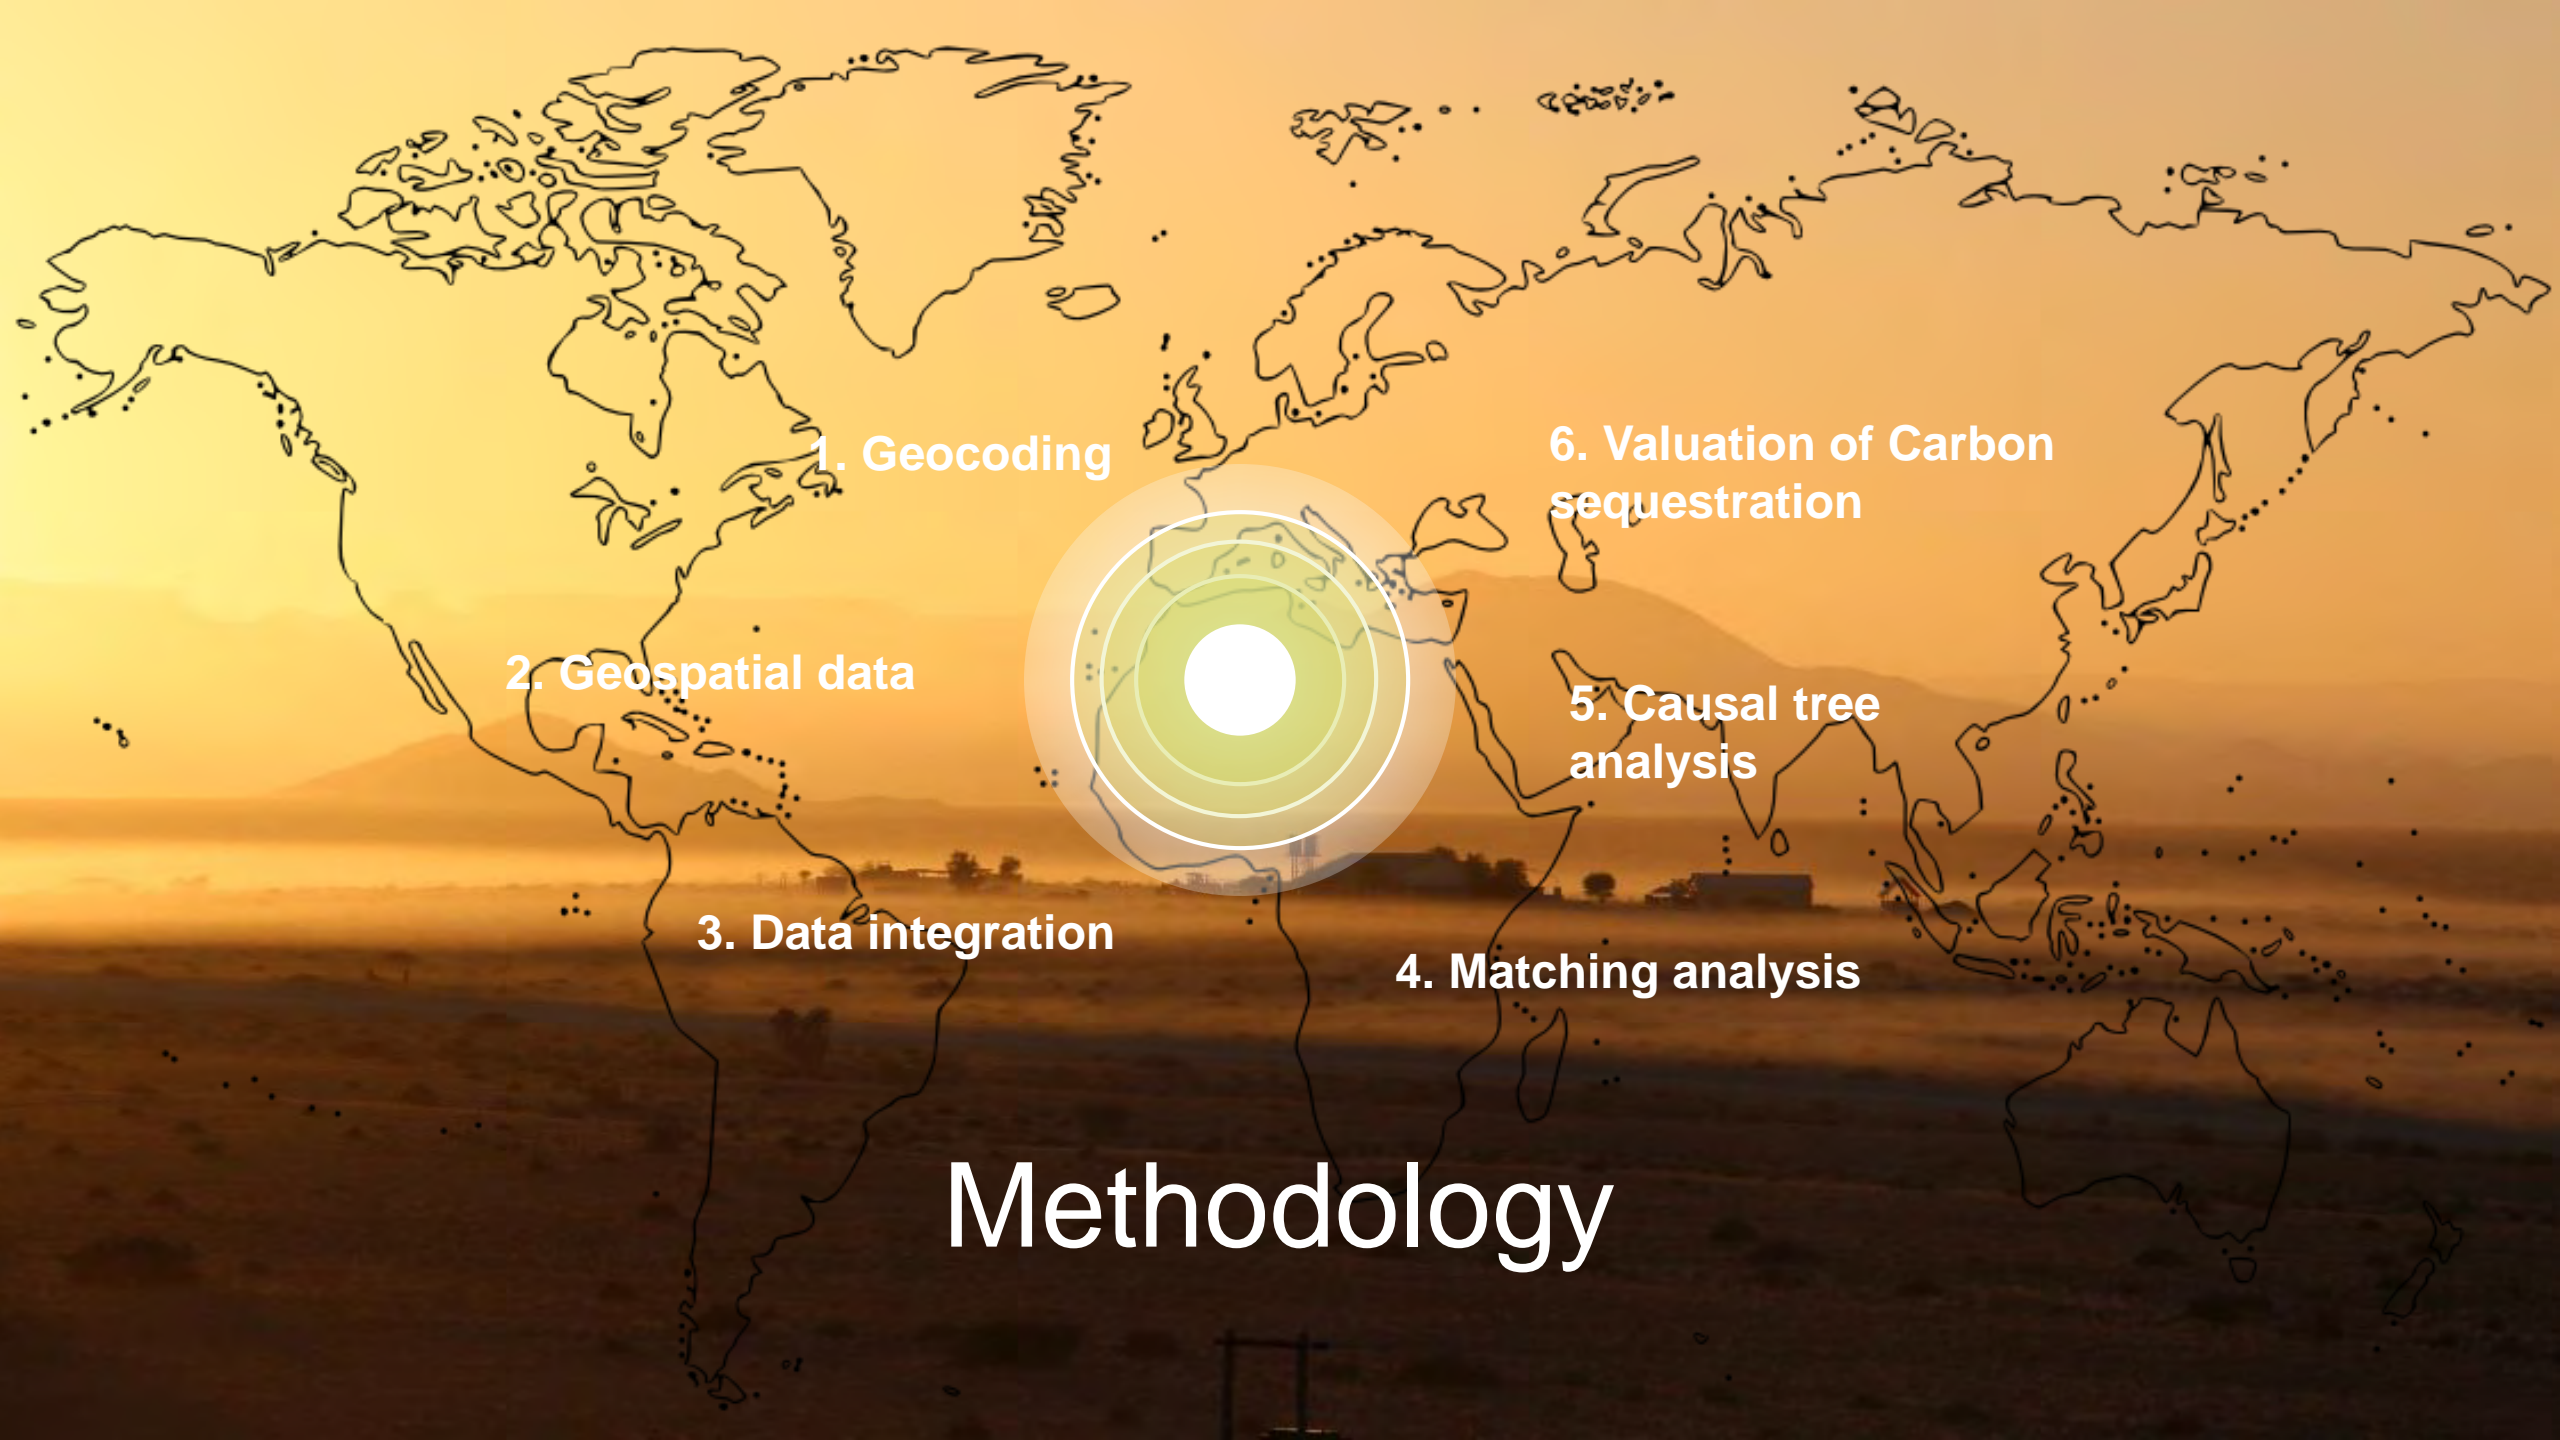 1. Geocoding
2. Geospatial data
3. Data integration
4. Matching analysis
5. Causal tree
analysis
6. Valuation of Carbon
sequestration
Methodology